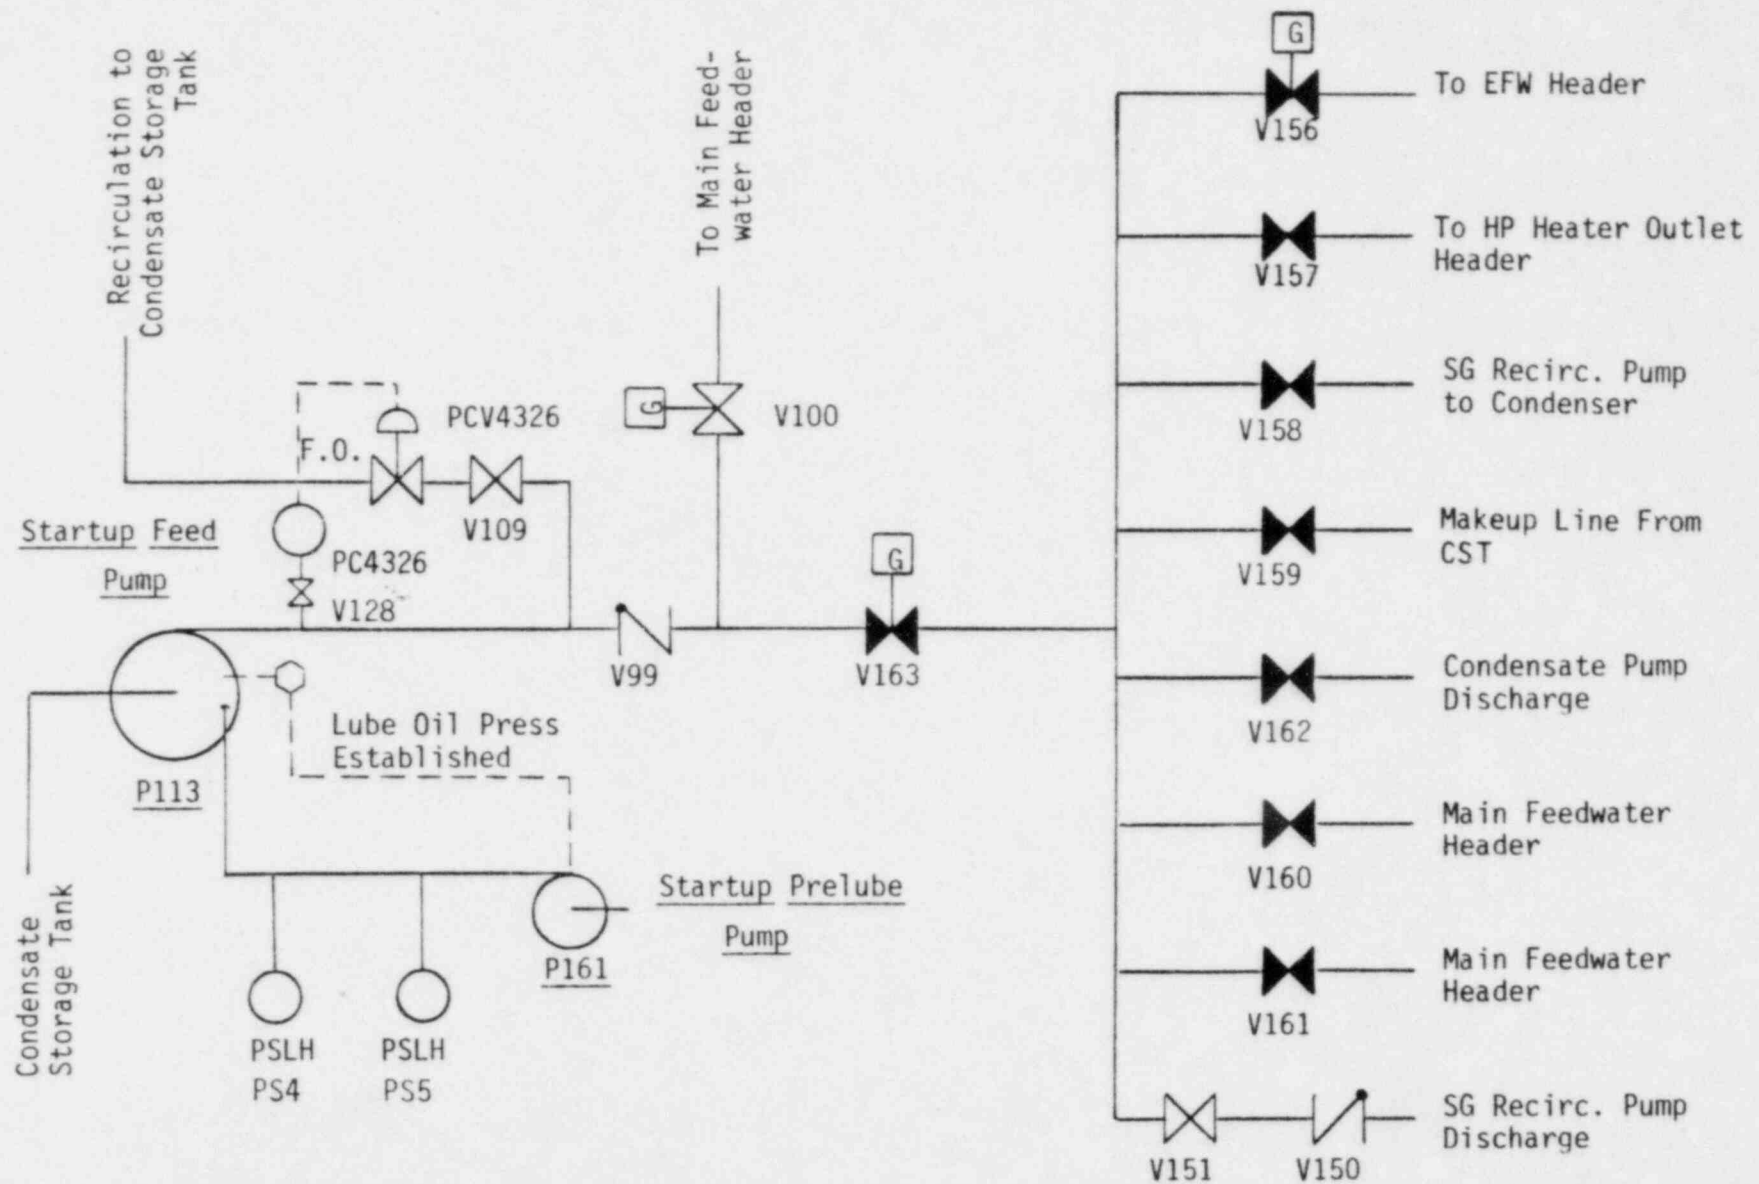 Recirculation to
Condensate Storage
Tank
To Main Feed-
water Header
G
V156
To EFW Header
V157
To HP Heater Outlet
Header
V158
SG Recirc. Pump
to Condenser
V159
Makeup Line From
CST
V162
Condensate Pump
Discharge
V160
Main Feedwater
Header
V161
Main Feedwater
Header
V151
V150
SG Recirc. Pump
Discharge
F.O.
PCV4326
V109
G
V100
Startup Feed
Pump
PC4326
V128
V99
G
V163
P113
Lube Oil Press
Established
Condensate
Storage Tank
PSLH
PS4
PSLH
PS5
P161
Startup Prelube
Pump